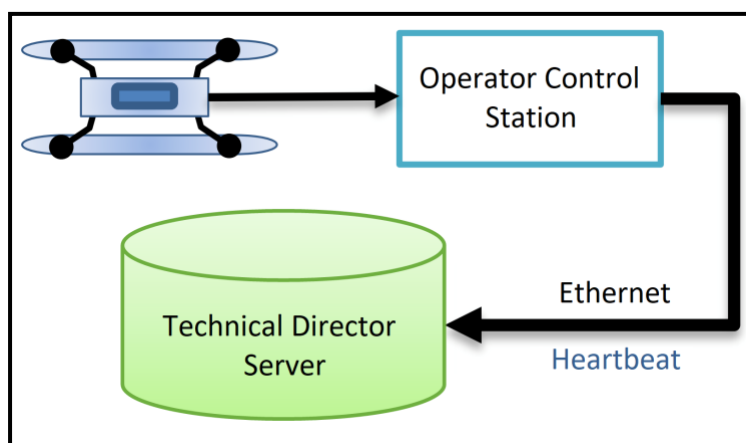 Operator Control
Station
Ethernet
Technical Director
Server
Heartbeat